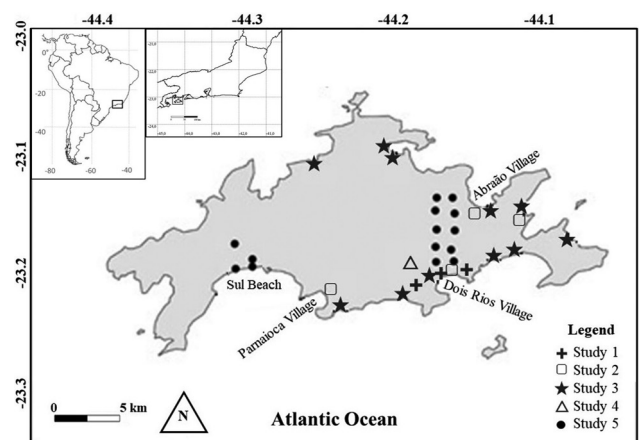 -44.4 -44.3 -44.2 -44.1
-23.0
-23.1
-23.2
-23.3
0°
-20
-40
-80 -60 -40
Abraão Village
Sul Beach
Dois Rios Village
Parnaioca Village
Legend
Study 1
Study 2
Study 3
Study 4
Study 5
0 5 km
N
Atlantic Ocean